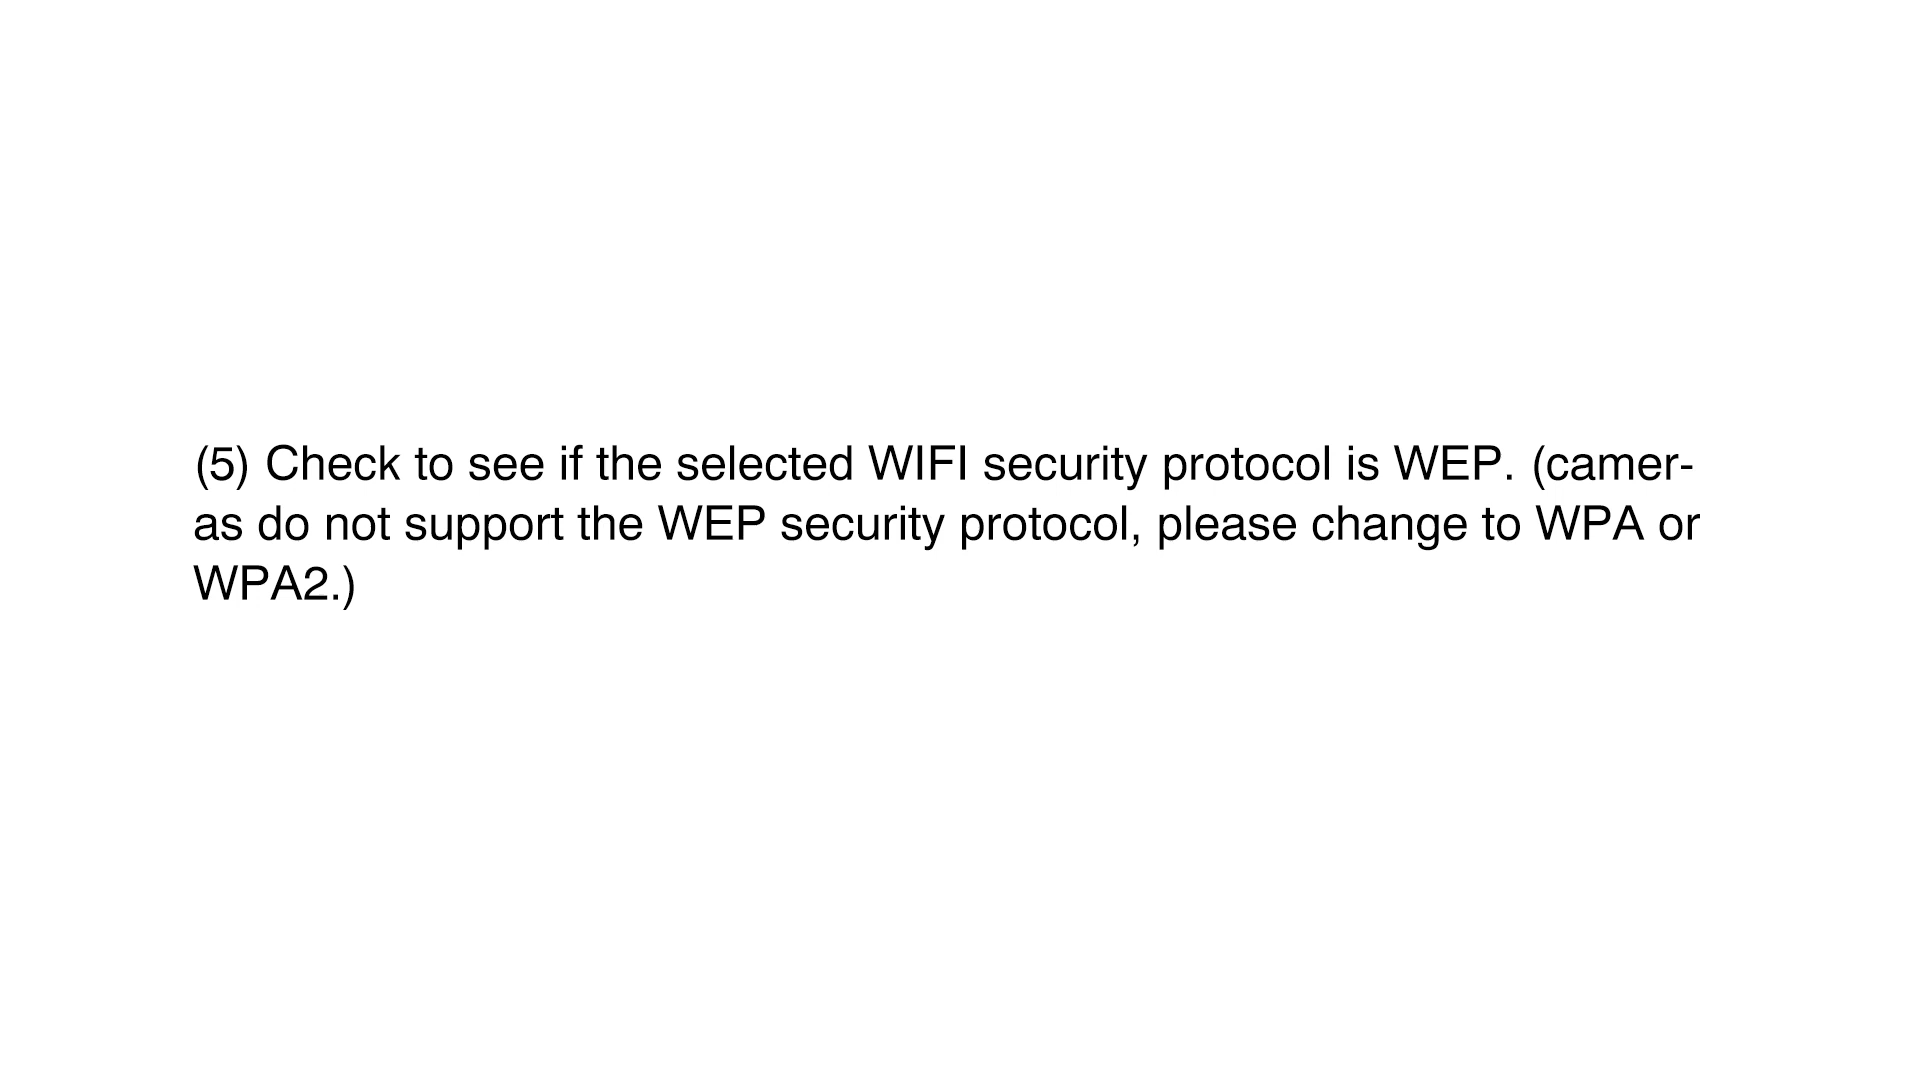 (5) Check to see if the selected WIFI security protocol is WEP. (camer-
as do not support the WEP security protocol, please change to WPA or
WPA2.)